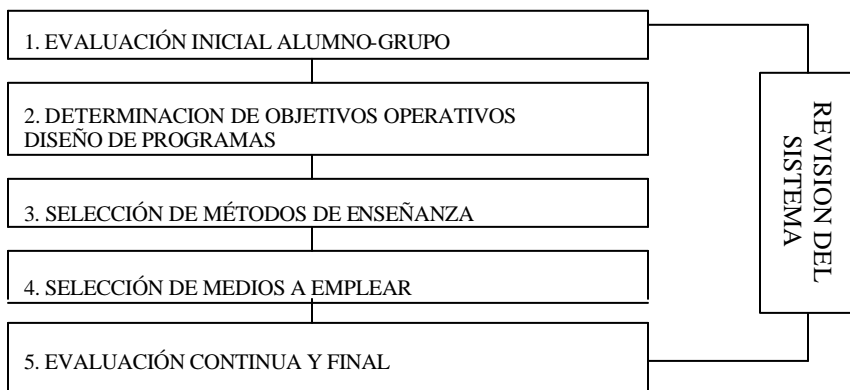 1. EVALUACIÓN INICIAL ALUMNO-GRUPO
2. DETERMINACION DE OBJETIVOS OPERATIVOS
DISEÑO DE PROGRAMAS
3. SELECCIÓN DE MÉTODOS DE ENSEÑANZA
4. SELECCIÓN DE MEDIOS A EMPLEAR
5. EVALUACIÓN CONTINUA Y FINAL
REVISION DEL
SISTEMA